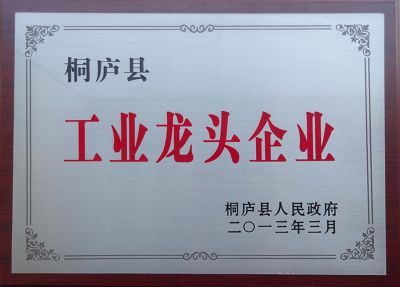 桐庐县
工业龙头企业
桐庐县人民政府
二〇一三年三月